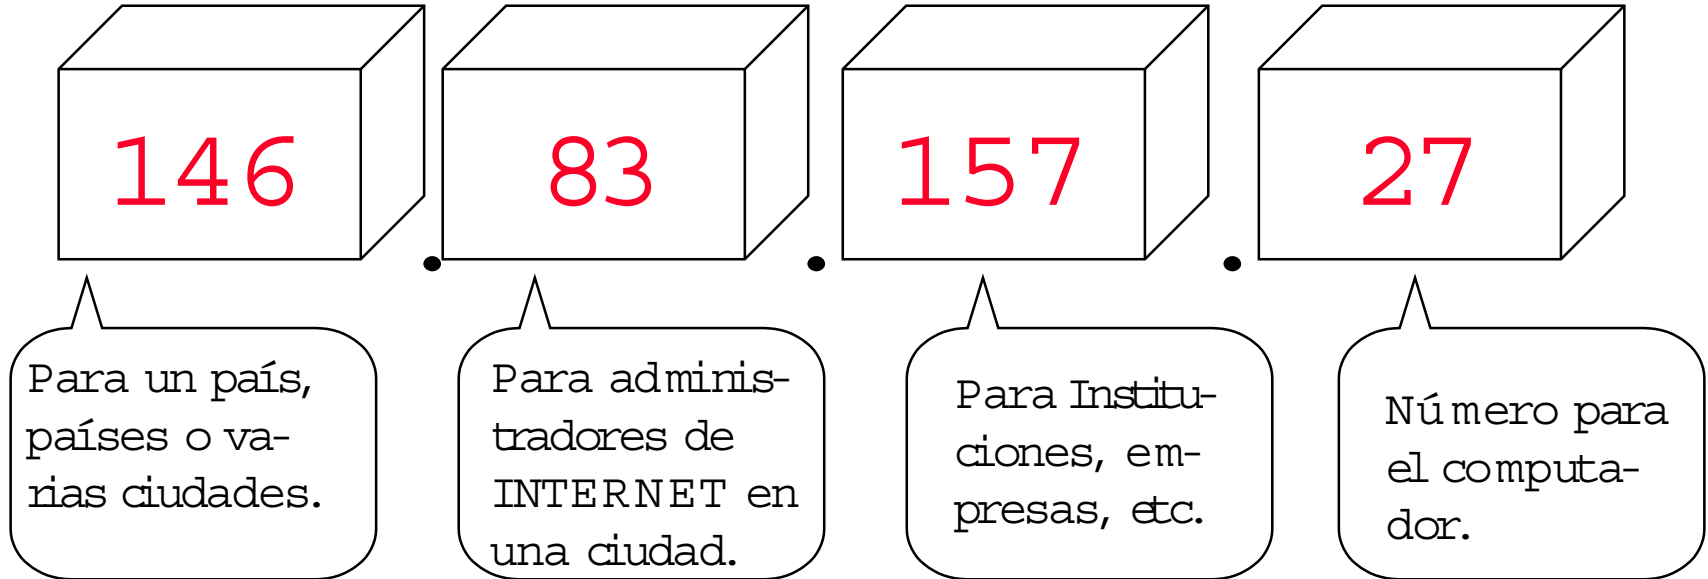 146 . 83 . 157 . 27
Para un país,
países o va-
rias ciudades.
Para adminis-
tradores de
INTERNET en
una ciudad.
Para Institu-
ciones, em-
presas, etc.
Número para
el computa-
dor.